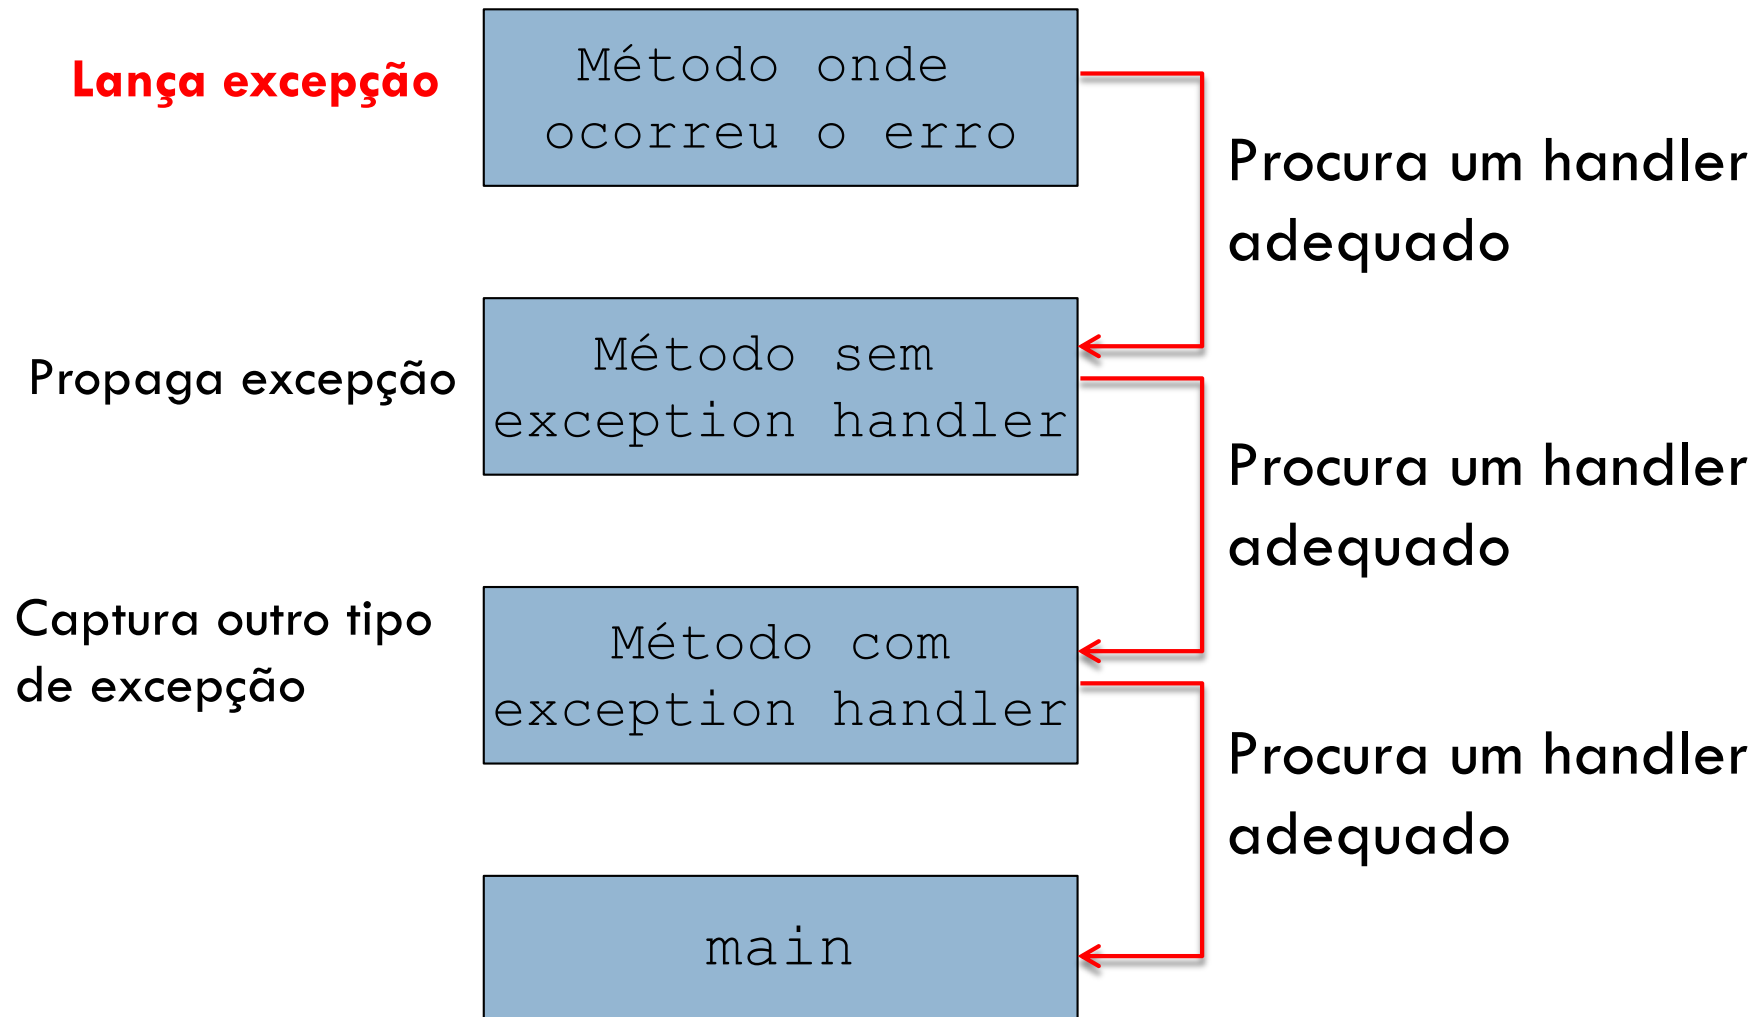 Lança excepção
Método onde
ocorreu o erro
Procura um handler
adequado
Propaga excepção
Método sem
exception handler
Procura um handler
adequado
Captura outro tipo
de excepção
Método com
exception handler
Procura um handler
adequado
main